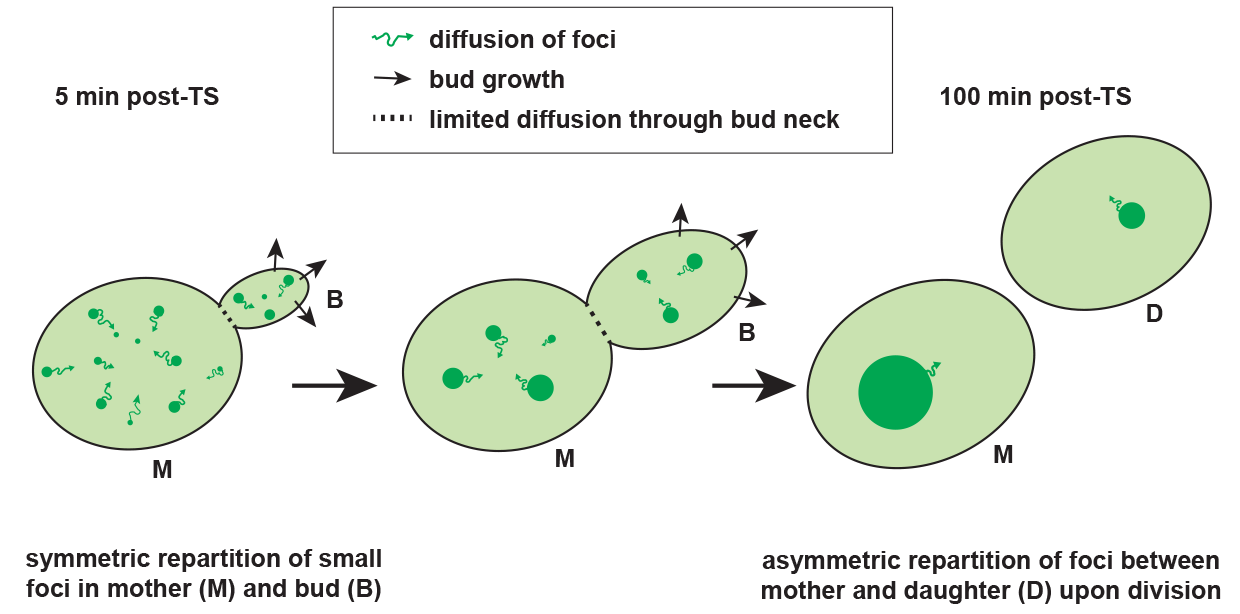 diffusion of foci
bud growth
limited diffusion through bud neck
5 min post-TS
100 min post-TS
B
M
B
M
D
M
symmetric repartition of small
foci in mother (M) and bud (B)
asymmetric repartition of foci between
mother and daughter (D) upon division